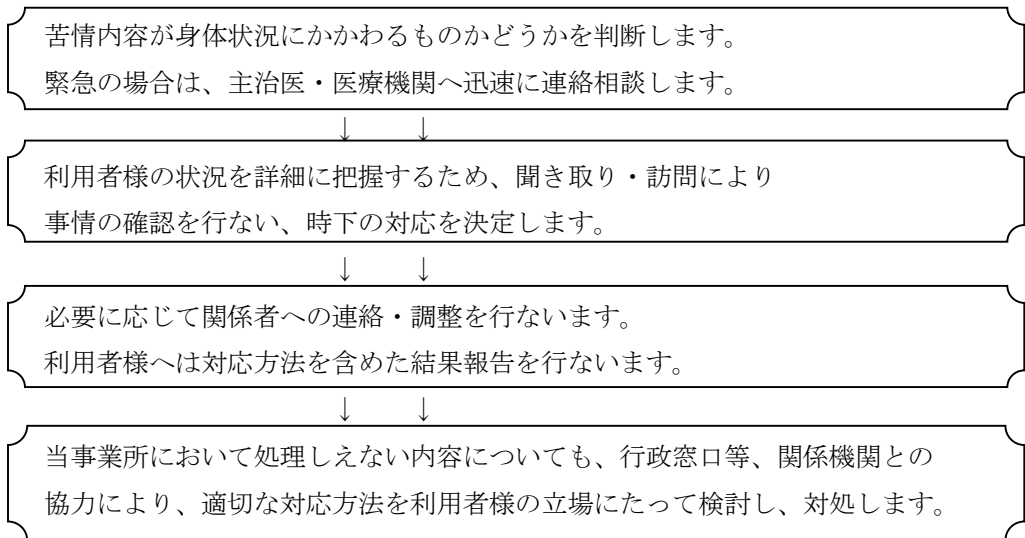 苦情内容が身体状況にかかわるものかどうかを判断します。
緊急の場合は、主治医・医療機関へ迅速に連絡相談します。
↓ ↓
利用者様の状況を詳細に把握するため、聞き取り・訪問により
事情の確認を行ない、時下の対応を決定します。
↓ ↓
必要に応じて関係者への連絡・調整を行ないます。
利用者様へは対応方法を含めた結果報告を行ないます。
↓ ↓
当事業所において処理しえない内容についても、行政窓口等、関係機関との
協力により、適切な対応方法を利用者様の立場にたって検討し、対処します。